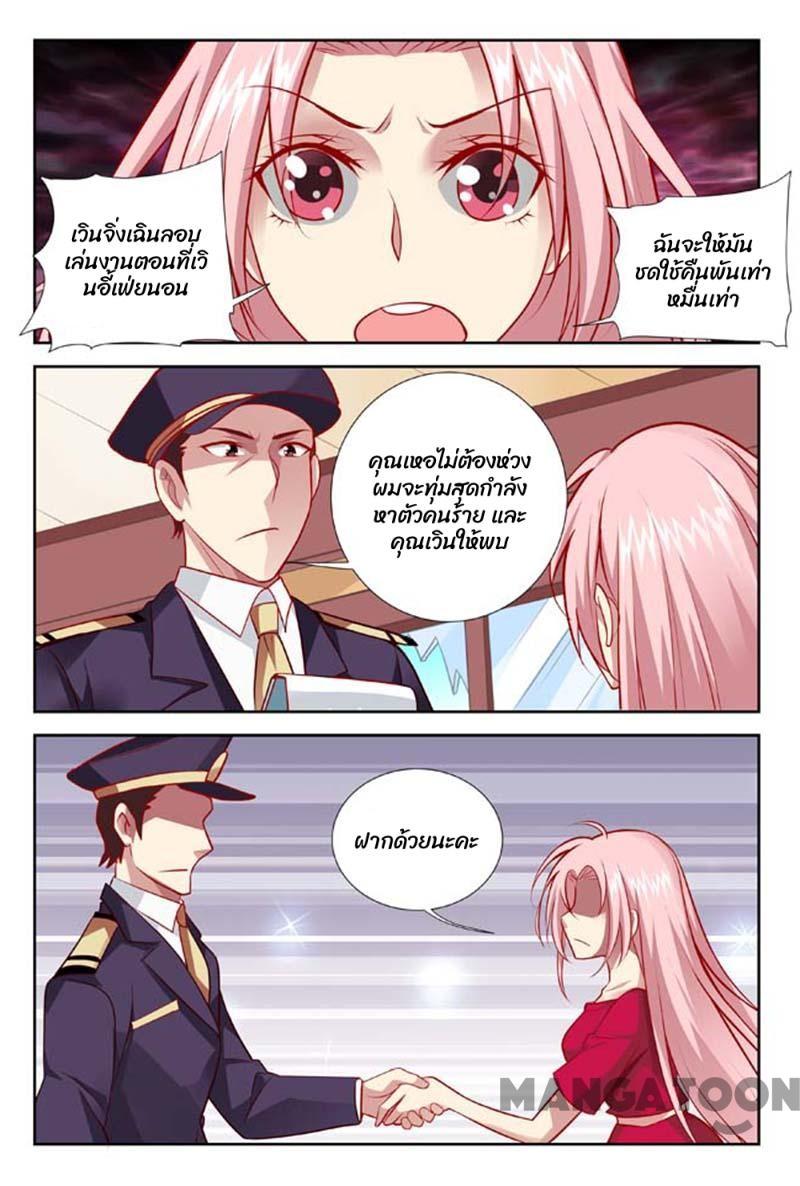 เวินจิ่งเฉินลอบ
เล่นงานตอนที่เวิ
นอี้เฟ่ยนอน
ฉันจะให้มัน
ชดใช้คืนพันเท่า
หมื่นเท่า
คุณเหอไม่ต้องห่วง
ผมจะทุ่มสุดกำลัง
หาตัวคนร้าย และ
คุณเวินให้พบ
ฝากด้วยนะคะ
MANGATOON